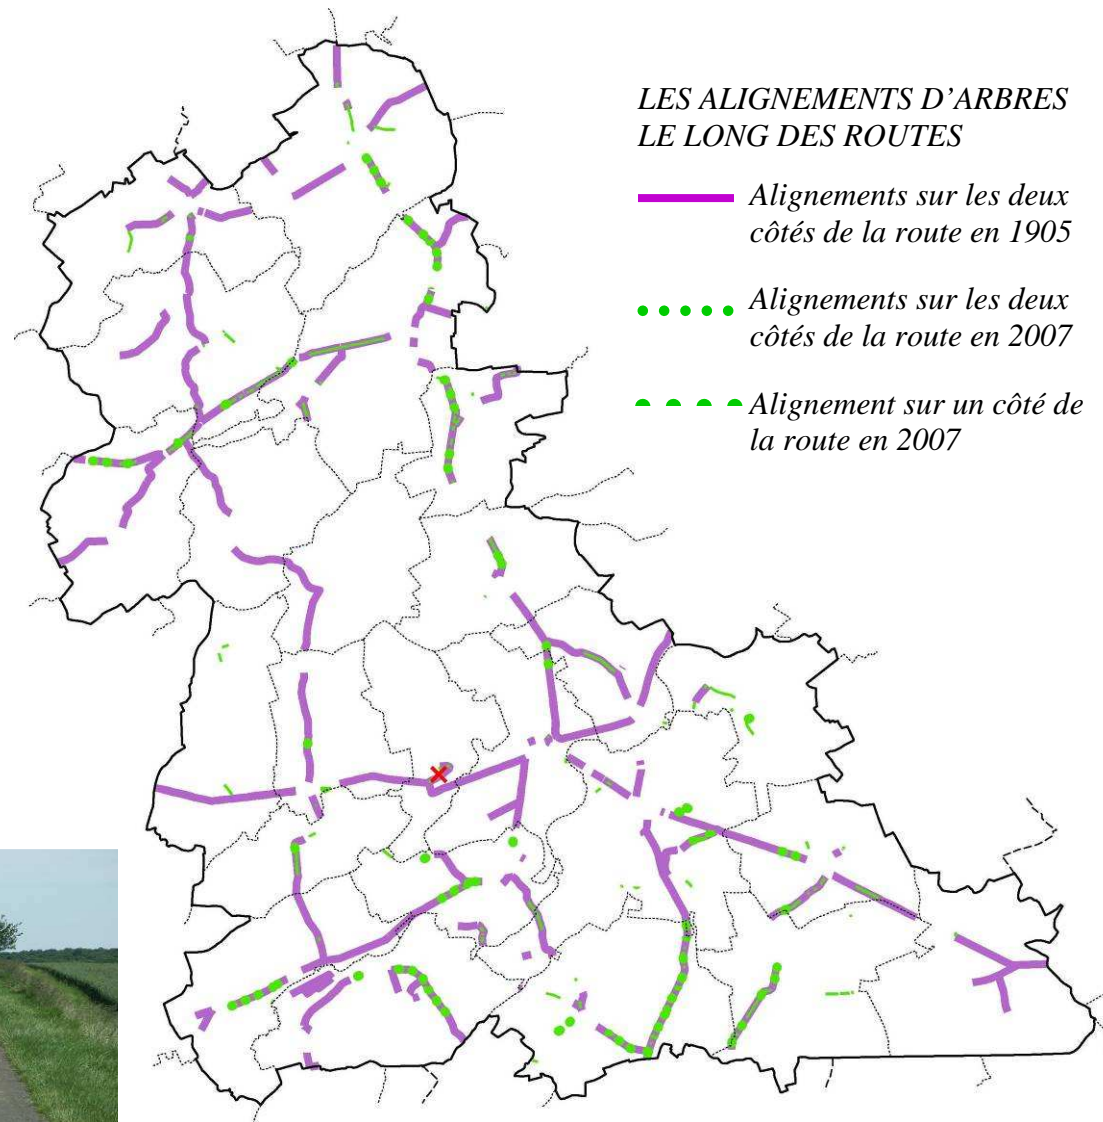 LES ALIGNEMENTS D’ARBRES
LE LONG DES ROUTES
Alignements sur les deux
côtés de la route en 1905
Alignements sur les deux
côtés de la route en 2007
Alignement sur un côté de
la route en 2007